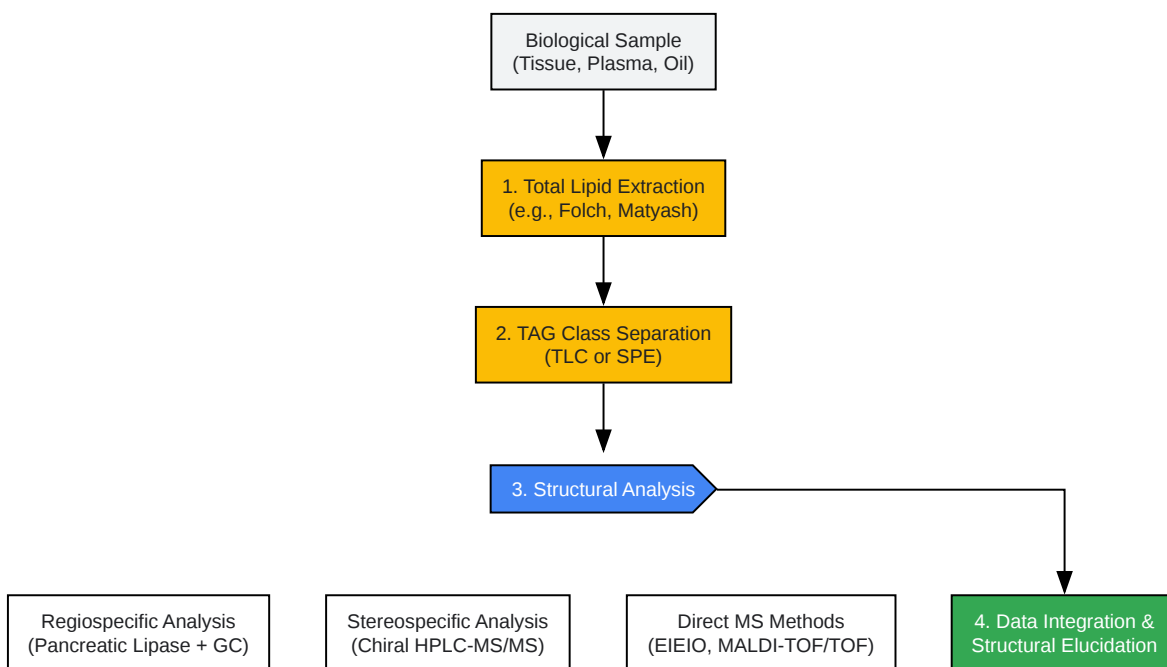 Biological Sample
(Tissue, Plasma, Oil)
1. Total Lipid Extraction
(e.g., Folch, Matyash)
2. TAG Class Separation
(TLC or SPE)
3. Structural Analysis
Regiospecific Analysis
(Pancreatic Lipase + GC)
Stereospecific Analysis
(Chiral HPLC-MS/MS)
Direct MS Methods
(EIEIO, MALDI-TOF/TOF)
4. Data Integration &
Structural Elucidation